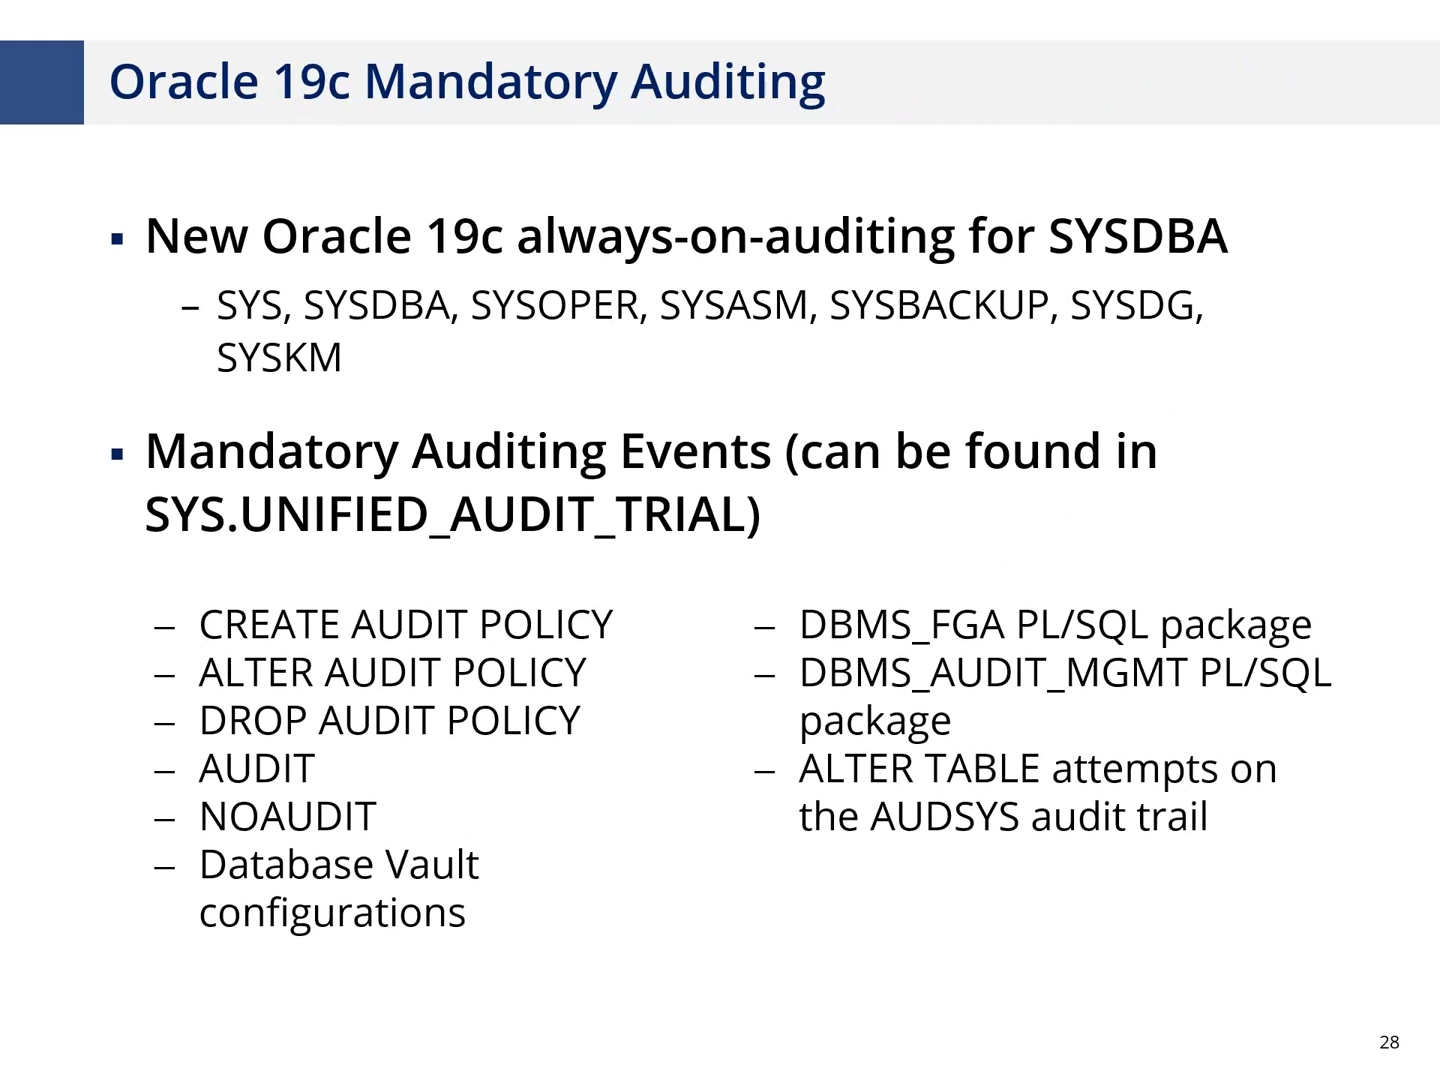 Oracle 19c Mandatory Auditing
▪ New Oracle 19c always-on-auditing for SYSDBA
– SYS, SYSDBA, SYSOPER, SYSASM, SYSBACKUP, SYSDG,
SYSKM
▪ Mandatory Auditing Events (can be found in
SYS.UNIFIED_AUDIT_TRIAL)
– CREATE AUDIT POLICY
– ALTER AUDIT POLICY
– DROP AUDIT POLICY
– AUDIT
– NOAUDIT
– Database Vault
configurations
– DBMS_FGA PL/SQL package
– DBMS_AUDIT_MGMT PL/SQL
package
– ALTER TABLE attempts on
the AUDSYS audit trail
28